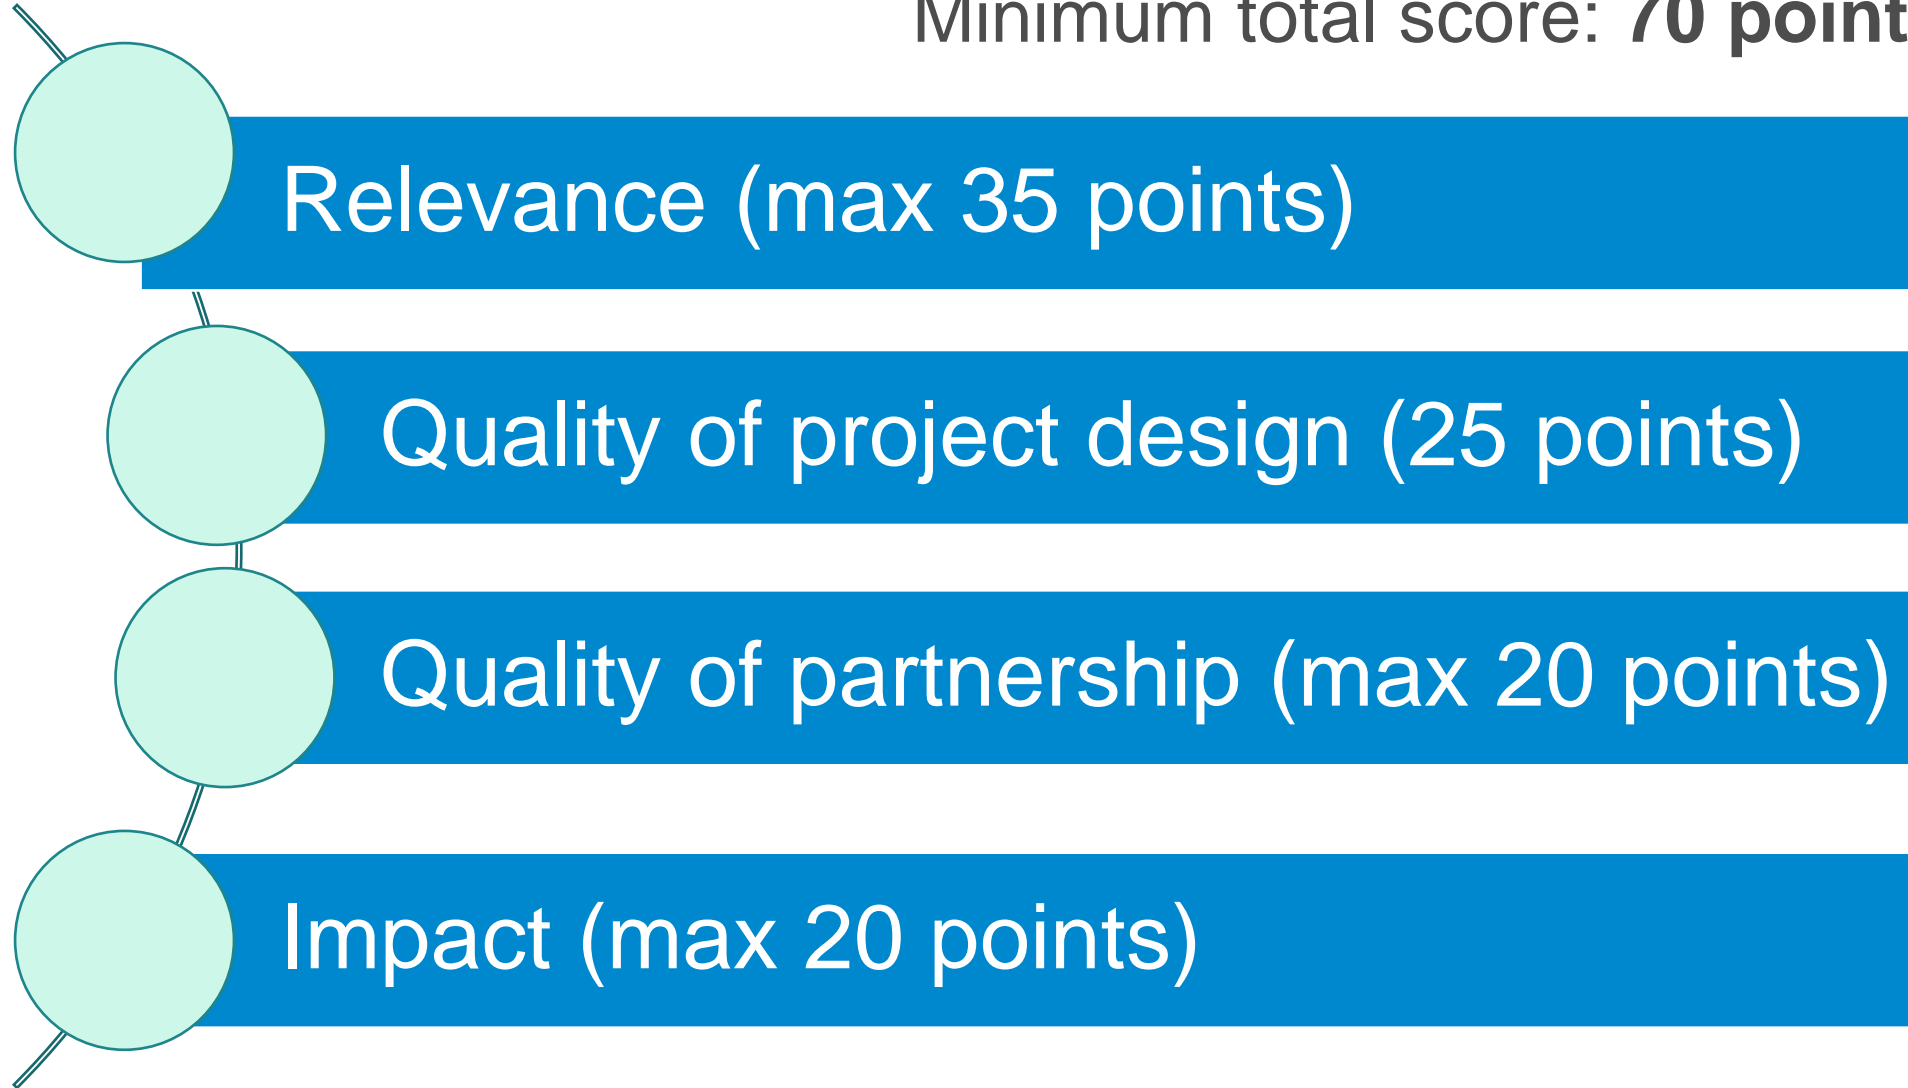 Minimum total score: 70 point
Relevance (max 35 points)
Quality of project design (25 points)
Quality of partnership (max 20 points)
Impact (max 20 points)